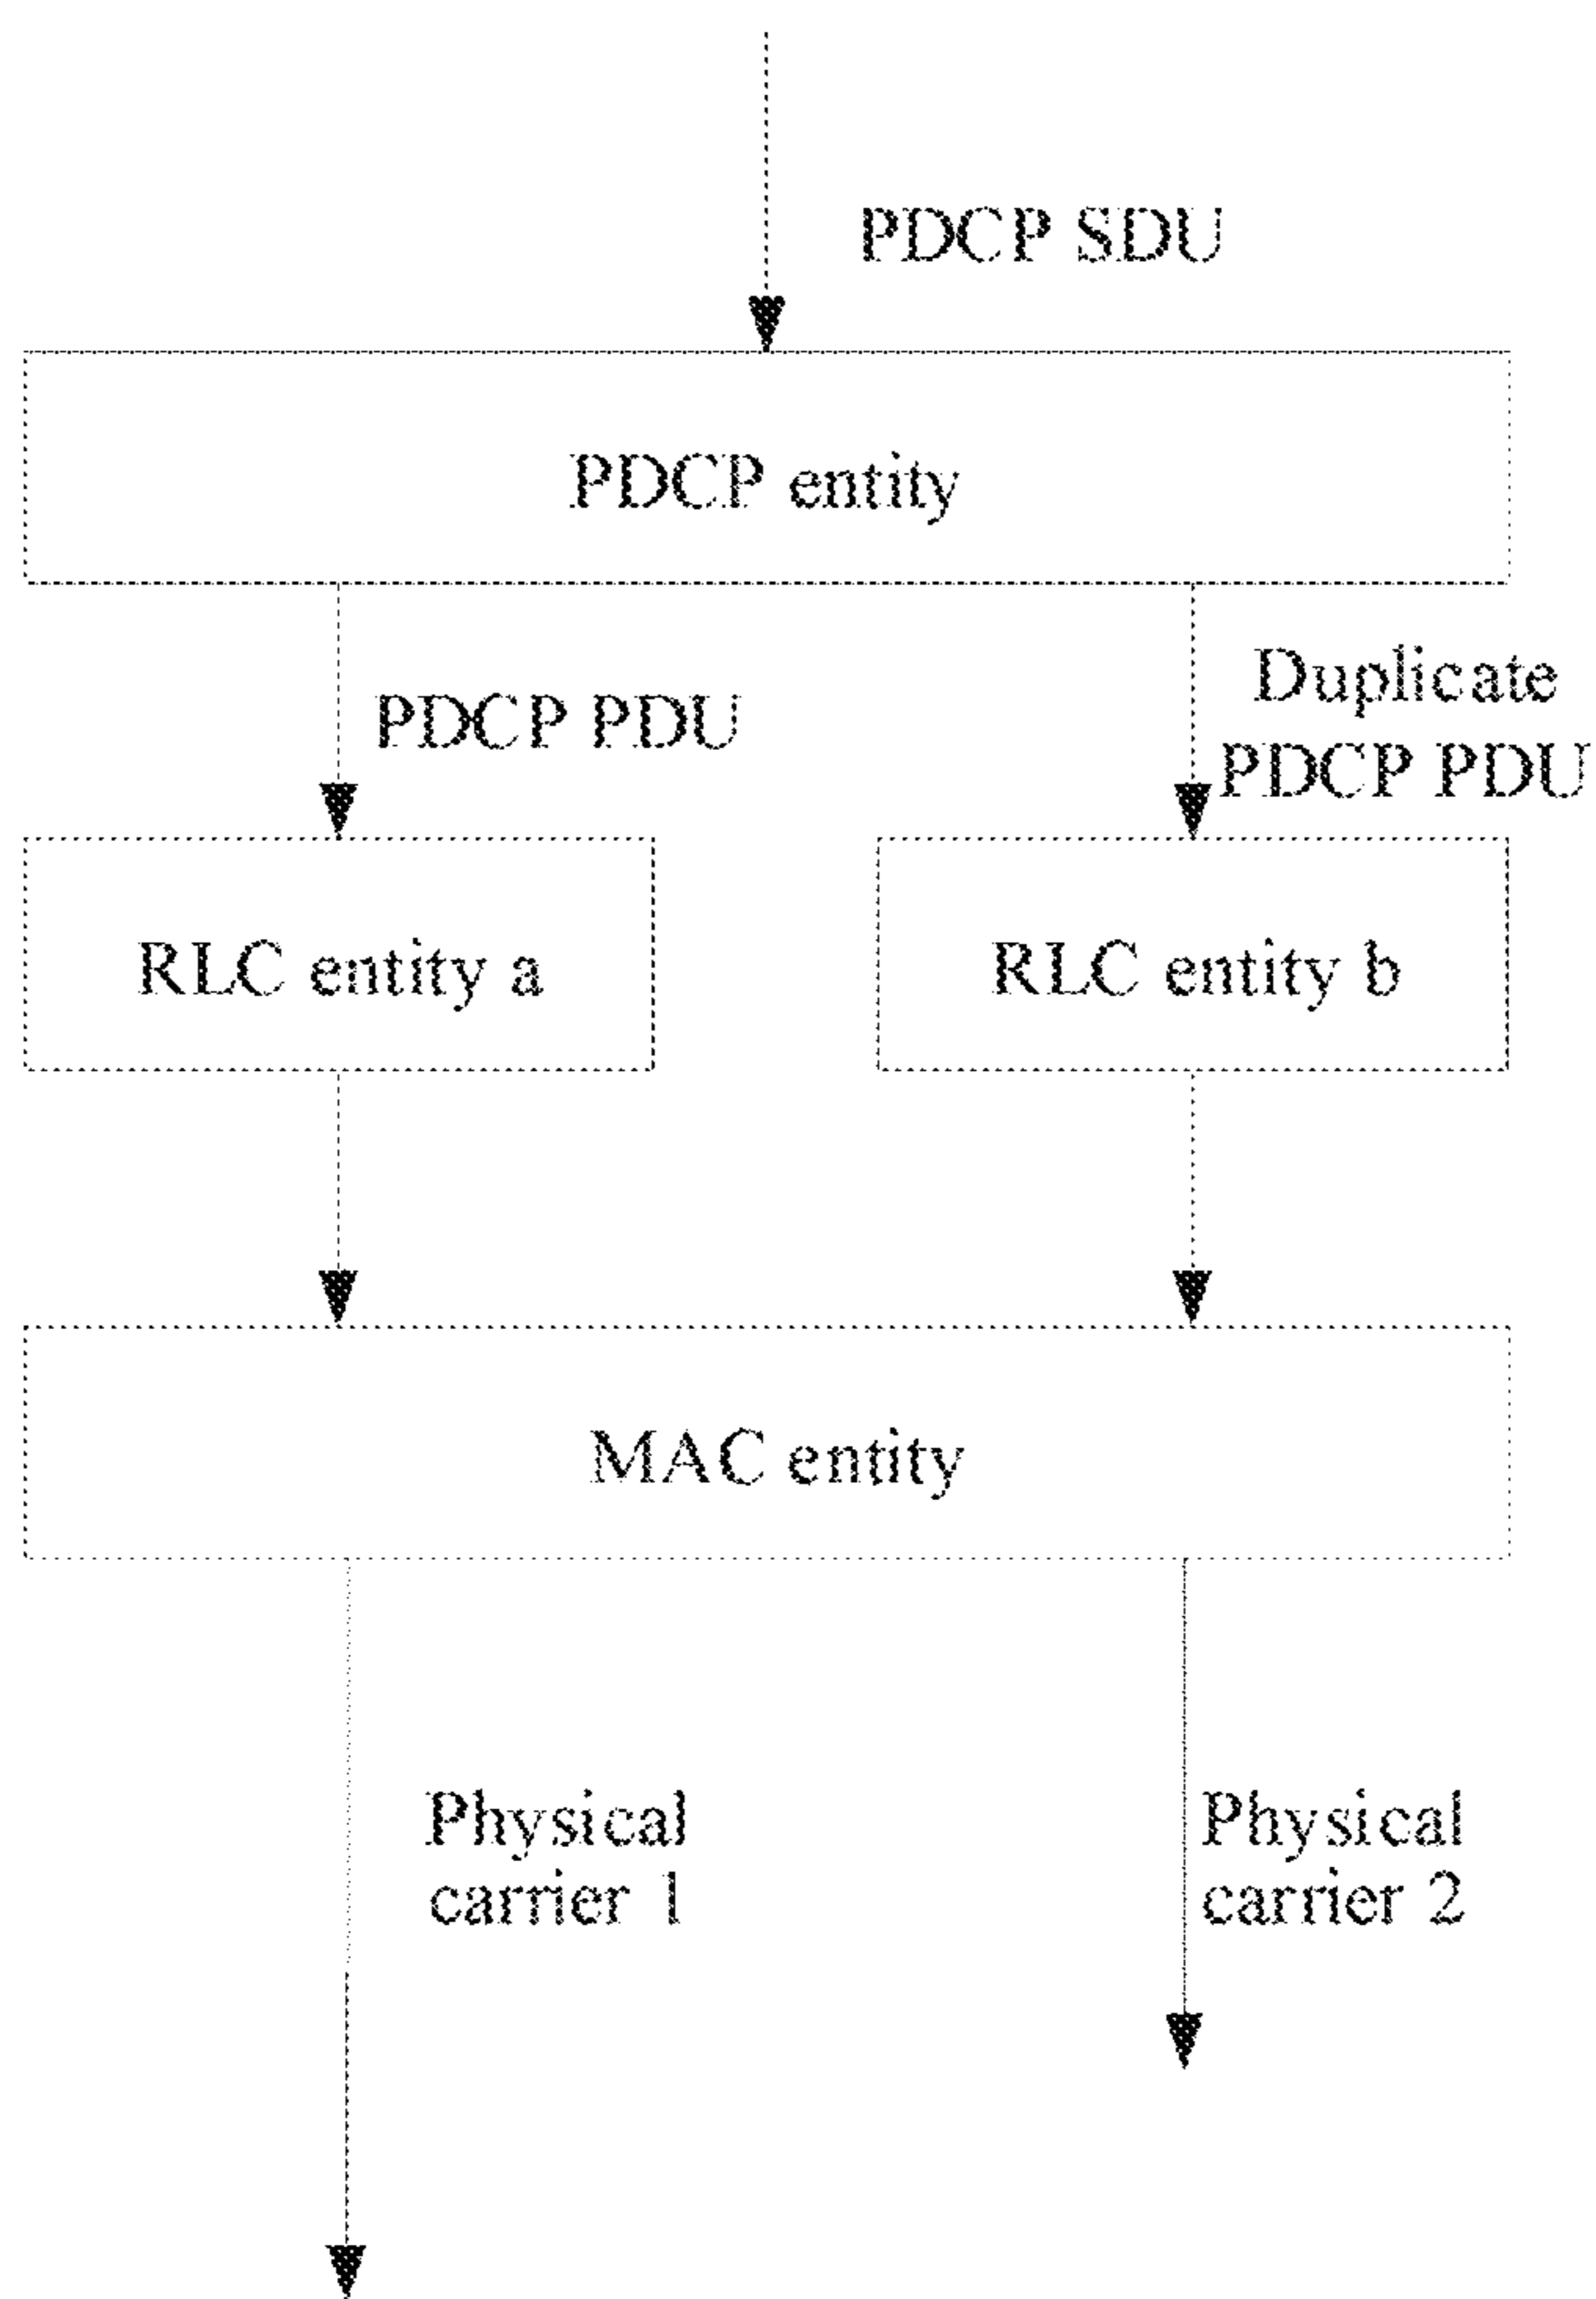 PDCP SDU
PDCP entity
PDCP PDU
Duplicate
PDCP PDU
RLC entity a
RLC entity b
MAC entity
Physical
carrier 1
Physical
carrier 2